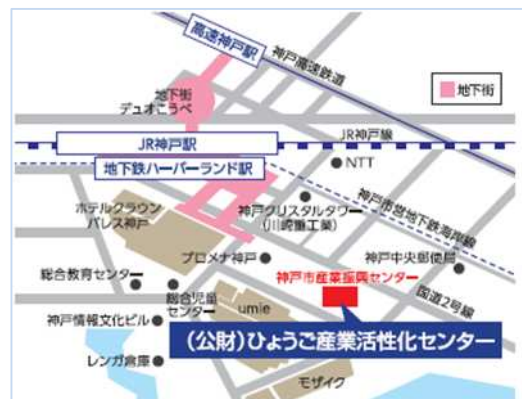 高速神戸駅
神戸高速鉄道
地下街
デュオこうべ
地下街
JR神戸駅
JR神戸線
地下鉄ハーバーランド駅
NTT
神戸市営地下鉄海岸線
ホテルクラウン
パレス神戸
神戸クリスタルタワー
(川崎重工業)
プロメナ神戸
神戸中央郵便局
総合教育センター
神戸市産業振興センター
総合児童
センター
umie
国道2号線
神戸情報文化ビル
(公財)ひょうご産業活性化センター
レンガ倉庫
モザイク